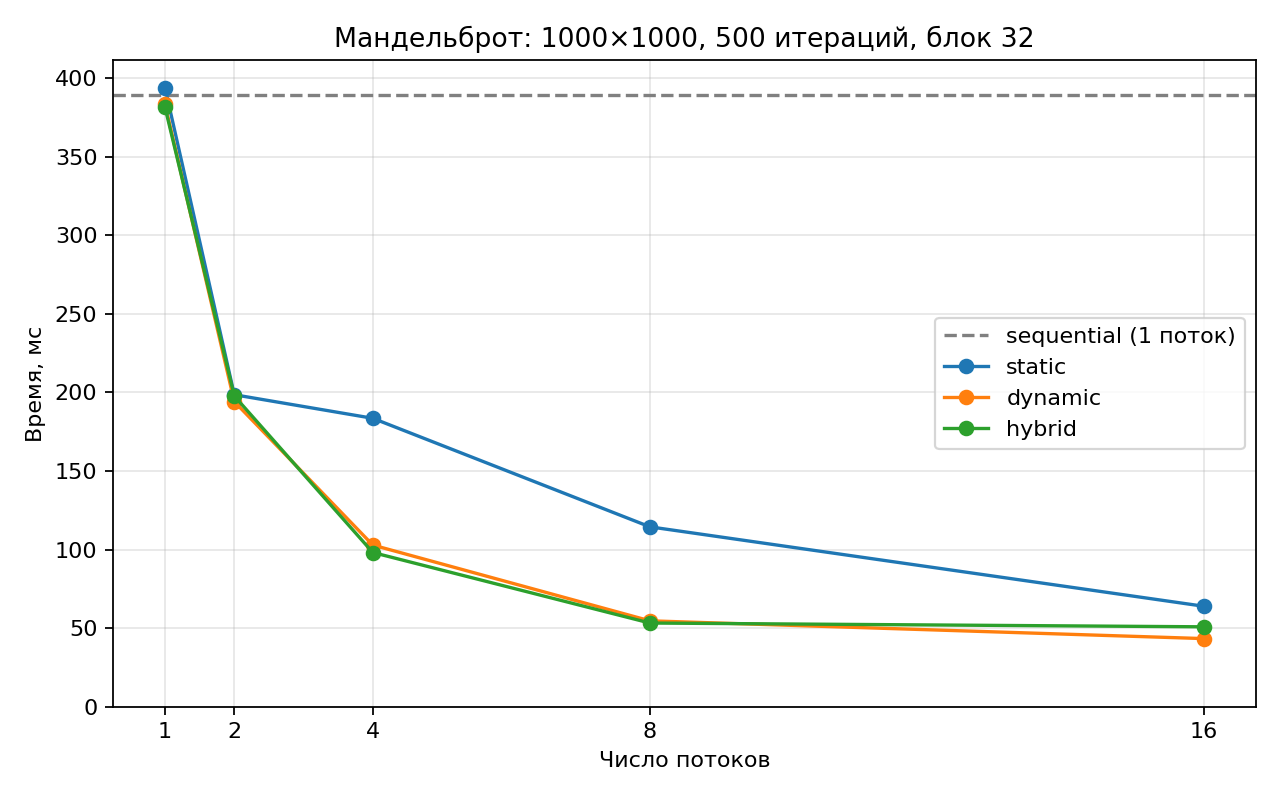 Мандельброт: 1000×1000, 500 итераций, блок 32
400
350
300
250
200
150
100
50
0
Время, мс
sequential (1 поток)
static
dynamic
hybrid
1 2 4 8 16
Число потоков